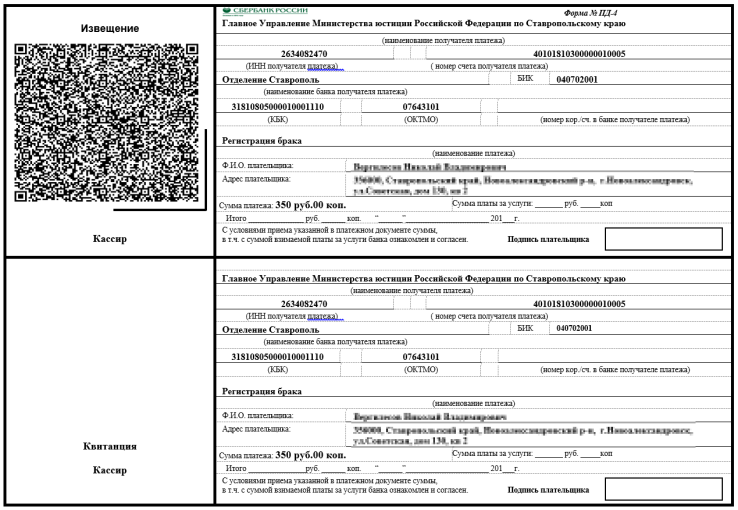 Извещение
Кассир
СБЕРБАНК РОССИИ
Форма № ПД-4
Главное Управление Министерства юстиции Российской Федерации по Ставропольскому краю
(наименование получателя платежа)
2634082470 40101810300000010005
(ИНН получателя платежа) ( номер счета получателя платежа)
Отделение Ставрополь БИК 040702001
(наименование банка получателя платежа)
31810805000010001110 07643101
(КБК) (ОКТМО) (номер кор./сч. в банке получателе платежа)
Регистрация брака
(наименование платежа)
Ф.И.О. плательщика: Николай Владимирович
Адрес плательщика: 356000, Ставропольский край, Новоалександровский р-н, г.Новоалександровск,
ул.Советская, дом 130, кв 2
Сумма платежа: 350 руб.00 коп. Сумма платы за услуги: ______ руб. ____коп
Итого ____________ руб. ____ коп. “_____”_____________ 201___г.
С условиями приема указанной в платежном документе суммы,
в т.ч. с суммой взимаемой платы за услуги банка ознакомлен и согласен. Подпись плательщика
Квитанция
Кассир
Главное Управление Министерства юстиции Российской Федерации по Ставропольскому краю
(наименование получателя платежа)
2634082470 40101810300000010005
(ИНН получателя платежа) ( номер счета получателя платежа)
Отделение Ставрополь БИК 040702001
(наименование банка получателя платежа)
31810805000010001110 07643101
(КБК) (ОКТМО) (номер кор./сч. в банке получателе платежа)
Регистрация брака
(наименование платежа)
Ф.И.О. плательщика: Николай Владимирович
Адрес плательщика: 356000, Ставропольский край, Новоалександровский р-н, г.Новоалександровск,
ул.Советская, дом 130, кв 2
Сумма платежа: 350 руб.00 коп. Сумма платы за услуги: ______ руб. ____коп
Итого ____________ руб. ____ коп. “_____”_____________ 201___г.
С условиями приема указанной в платежном документе суммы,
в т.ч. с суммой взимаемой платы за услуги банка ознакомлен и согласен. Подпись плательщика